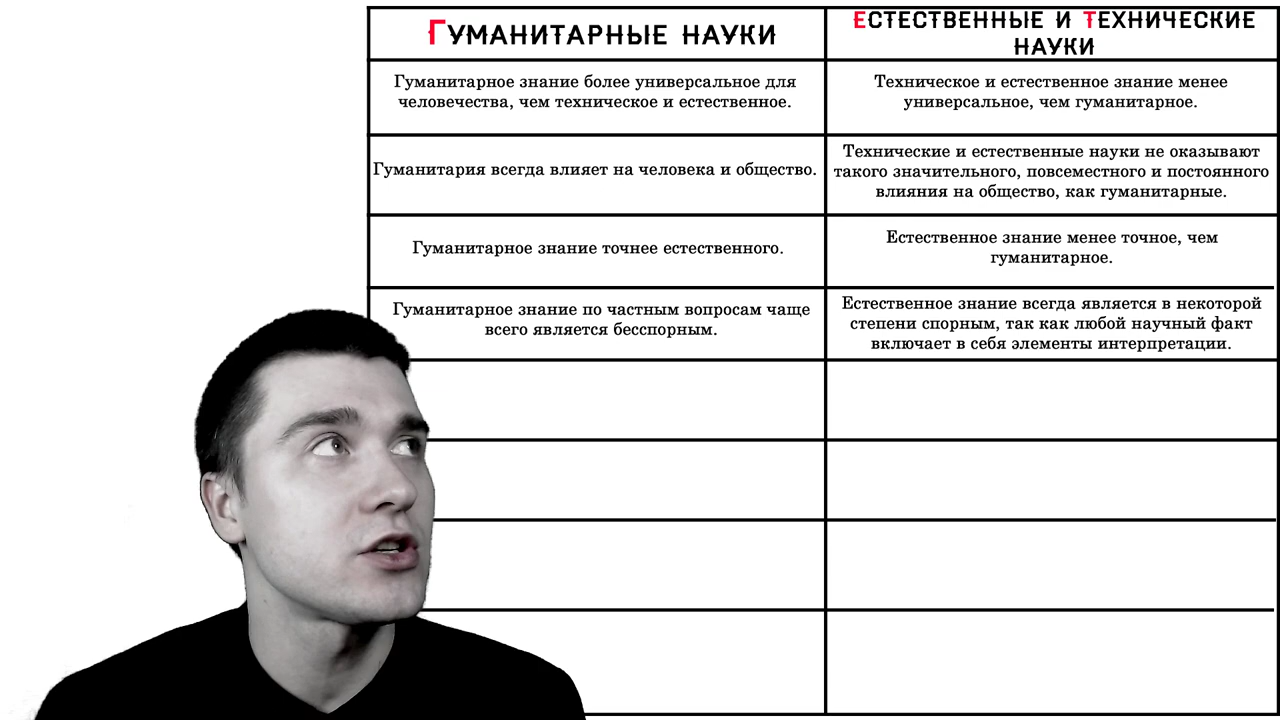 Гуманитарные науки
Естественные и Технические
науки
Гуманитарное знание более универсальное для
человечества, чем техническое и естественное.
Техническое и естественное знание менее
универсальное, чем гуманитарное.
Гуманитария всегда влияет на человека и общество.
Технические и естественные науки не оказывают
такого значительного, повсеместного и постоянного
влияния на общество, как гуманитарные.
Гуманитарное знание точнее естественного.
Естественное знание менее точное, чем
гуманитарное.
Гуманитарное знание по частным вопросам чаще
всего является бесспорным.
Естественное знание всегда является в некоторой
степени спорным, так как любой научный факт
включает в себя элементы интерпретации.